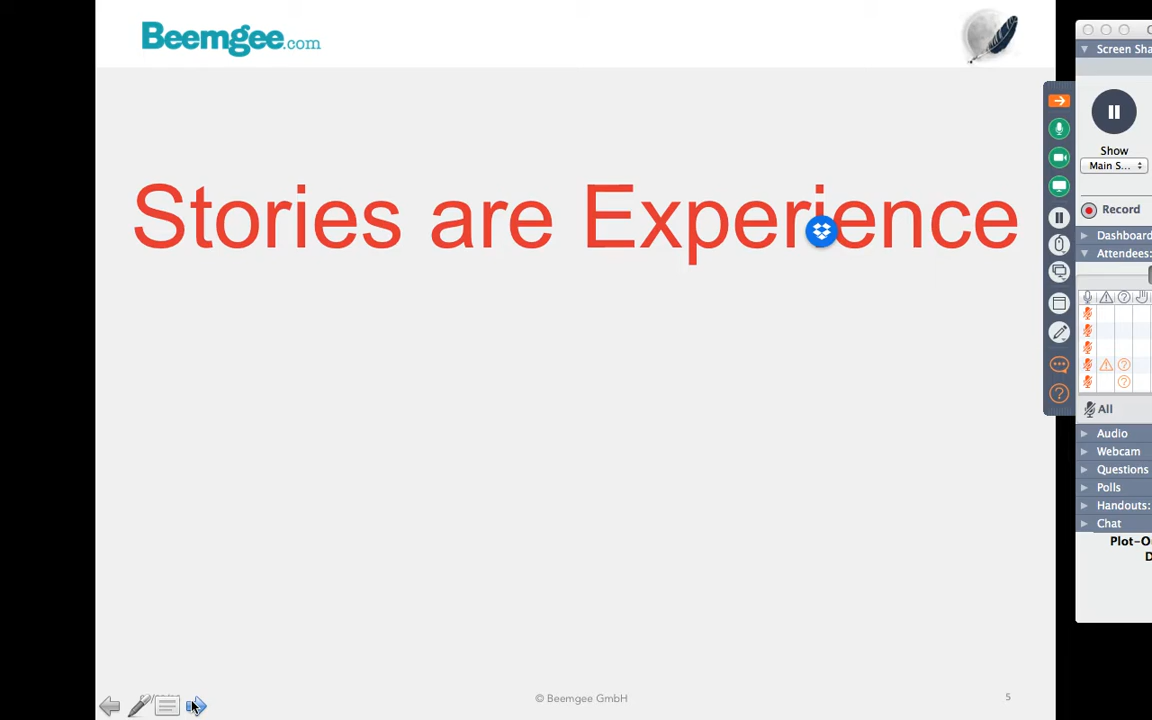 Beemgee.com
Screen Sha
Stories are Experience
Show
Main S...
Record
Dashboard
Attendees:
All
Audio
Webcam
Questions
Polls
Handouts:
Chat
Plot-O
D
© Beemgee GmbH
5